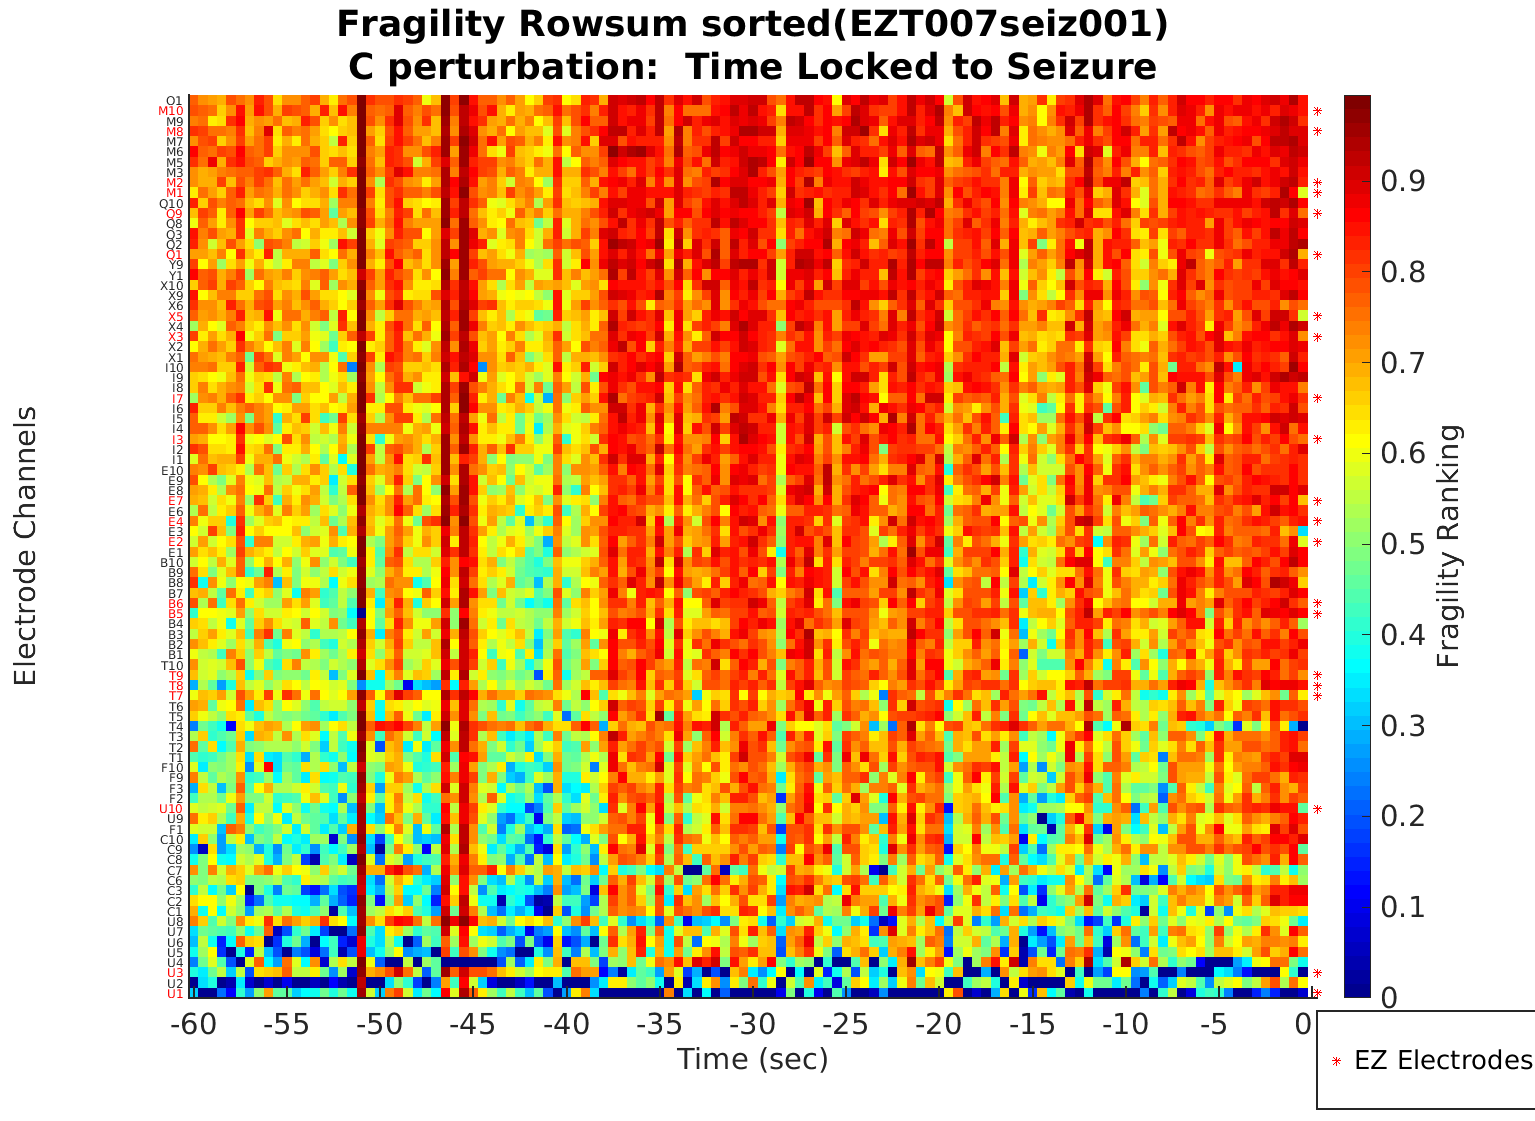 Fragility Rowsum sorted(EZT007seiz001)
C perturbation:  Time Locked to Seizure
Electrode Channels
O1
M10
M9
M8
M7
M6
M5
M3
M2
M1
Q10
Q9
Q8
Q3
Q2
Q1
Y9
Y1
X10
X9
X6
X5
X4
X3
X2
X1
I10
I9
I8
I7
I6
I5
I4
I3
I2
I1
E10
E9
E8
E7
E6
E4
E3
E2
E1
B10
B9
B8
B7
B6
B5
B4
B3
B2
B1
T10
T9
T8
T7
T6
T5
T4
T3
T2
T1
F10
F9
F3
F2
U10
U9
F1
C10
C9
C8
C7
C6
C3
C2
C1
U8
U7
U6
U5
U4
U3
U2
U1
-60 -55 -50 -45 -40 -35 -30 -25 -20 -15 -10 -5 0
Time (sec)
0.9
0.8
0.7
0.6
0.5
0.4
0.3
0.2
0.1
0
Fragility Ranking
EZ Electrodes